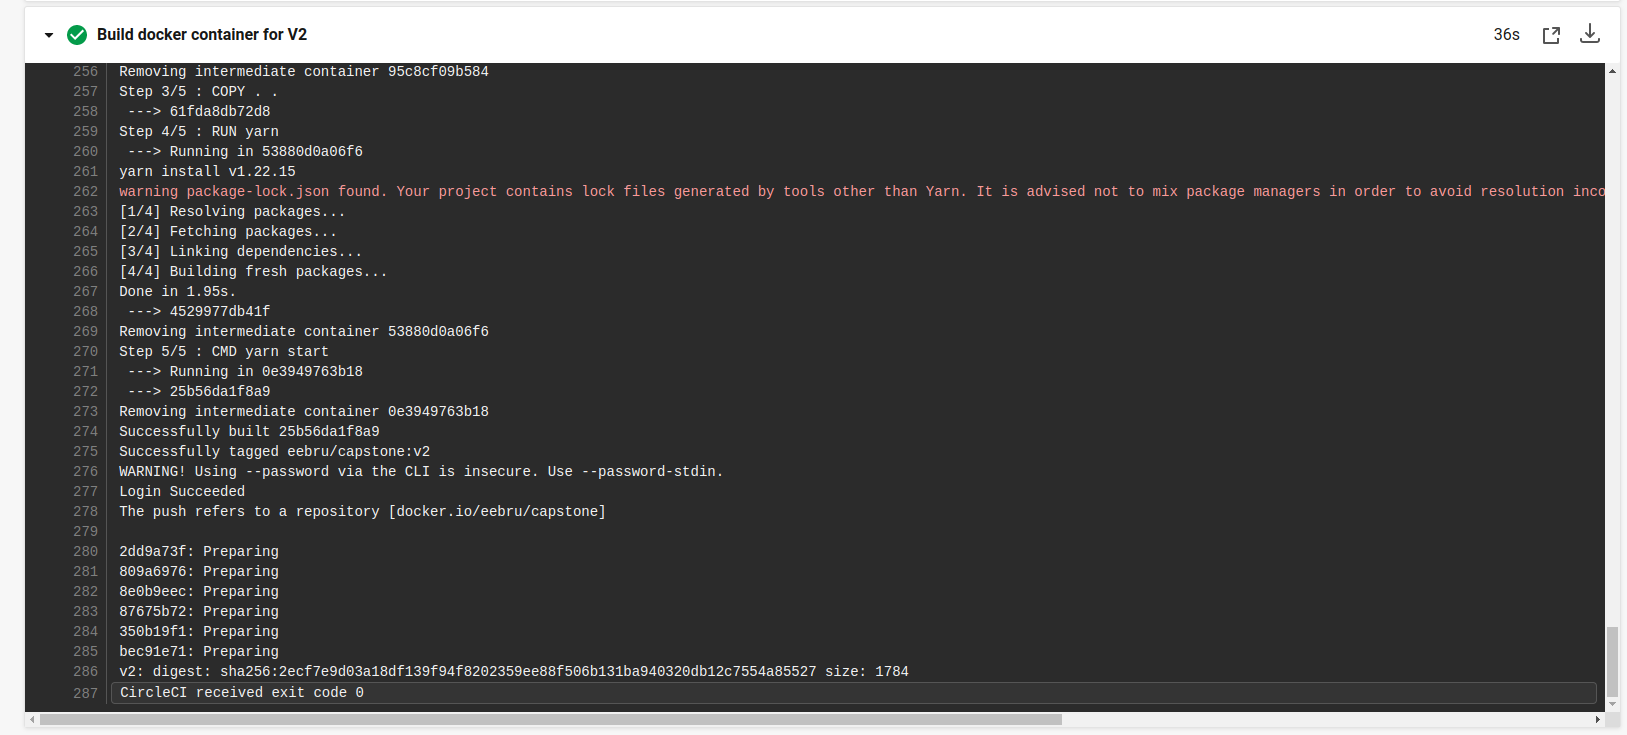 Build docker container for V2 36s
256 Removing intermediate container 95c8cf09b584
257 Step 3/5 : COPY . .
258 ---> 61fda8db72d8
259 Step 4/5 : RUN yarn
260 ---> Running in 53880d0a06f6
261 yarn install v1.22.15
262 warning package-lock.json found. Your project contains lock files generated by tools other than Yarn. It is advised not to mix package managers in order to avoid resolution inco
263 [1/4] Resolving packages...
264 [2/4] Fetching packages...
265 [3/4] Linking dependencies...
266 [4/4] Building fresh packages...
267 Done in 1.95s.
268 ---> 4529977db41f
269 Removing intermediate container 53880d0a06f6
270 Step 5/5 : CMD yarn start
271 ---> Running in 0e3949763b18
272 ---> 25b56da1f8a9
273 Removing intermediate container 0e3949763b18
274 Successfully built 25b56da1f8a9
275 Successfully tagged eebru/capstone:v2
276 WARNING! Using --password via the CLI is insecure. Use --password-stdin.
277 Login Succeeded
278 The push refers to a repository [docker.io/eebru/capstone]
279
280 2dd9a73f: Preparing
281 809a6976: Preparing
282 8e0b9eec: Preparing
283 87675b72: Preparing
284 350b19f1: Preparing
285 bec91e71: Preparing
286 v2: digest: sha256:2ecf7e9d03a18df139f94f8202359ee88f506b131ba940320db12c7554a85527 size: 1784
287 CircleCI received exit code 0